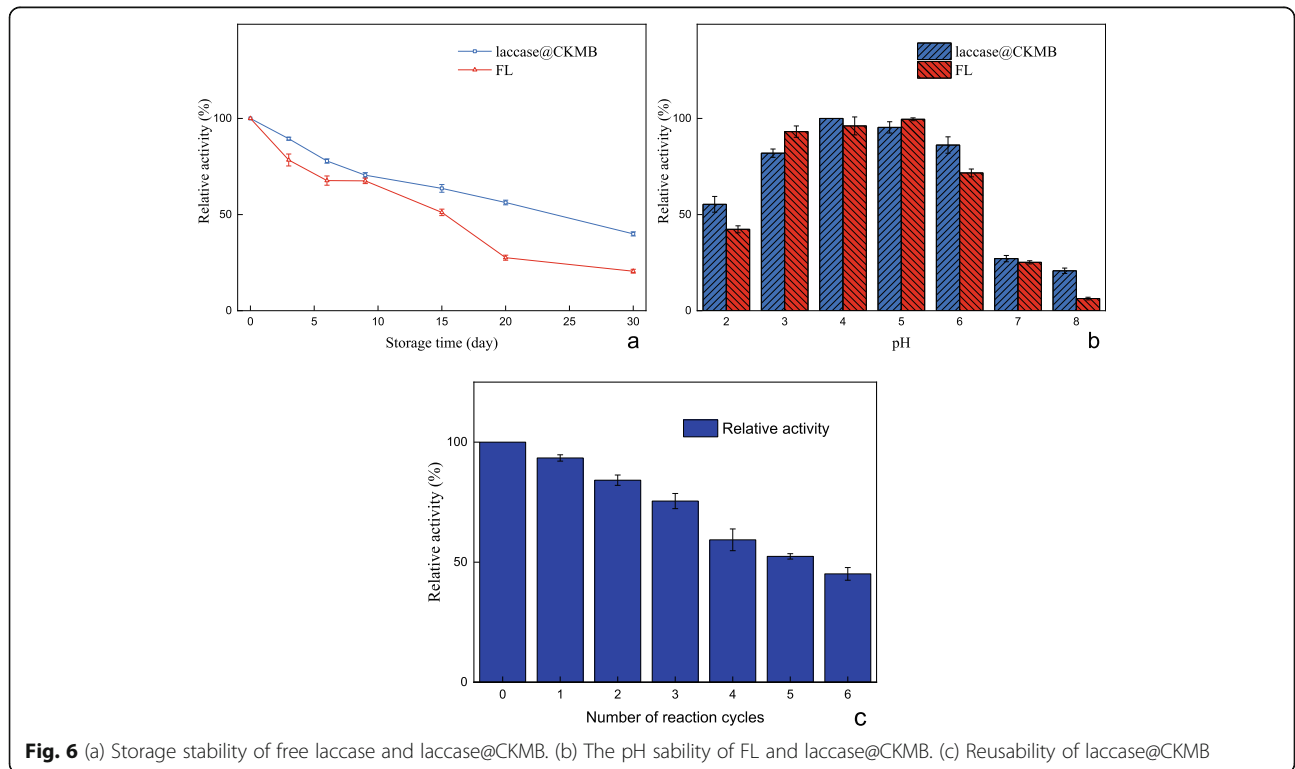 laccase@CKMB
FL
Relative activity (%)
100
50
0
0 5 10 15 20 25 30
Storage time (day)
a
laccase@CKMB
FL
Relative activity (%)
100
50
0
2 3 4 5 6 7 8
pH
b
Relative activity
Relative activity (%)
100
50
0
0 1 2 3 4 5 6
Number of reaction cycles
c
Fig. 6 (a) Storage stability of free laccase and laccase@CKMB. (b) The pH sability of FL and laccase@CKMB. (c) Reusability of laccase@CKMB